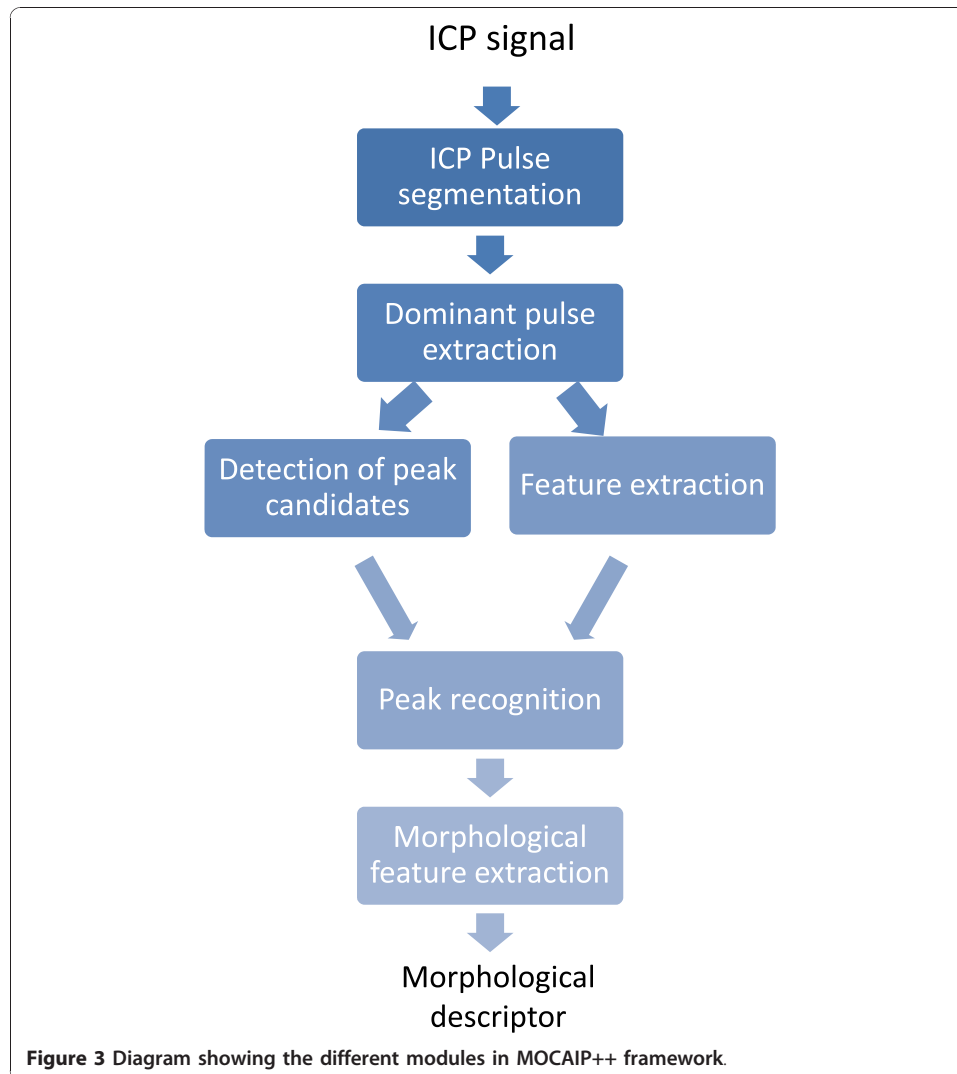 ICP signal
ICP Pulse
segmentation
Dominant pulse
extraction
Detection of peak
candidates
Feature extraction
Peak recognition
Morphological
feature extraction
Morphological
descriptor
Figure 3 Diagram showing the different modules in MOCAIP++ framework.